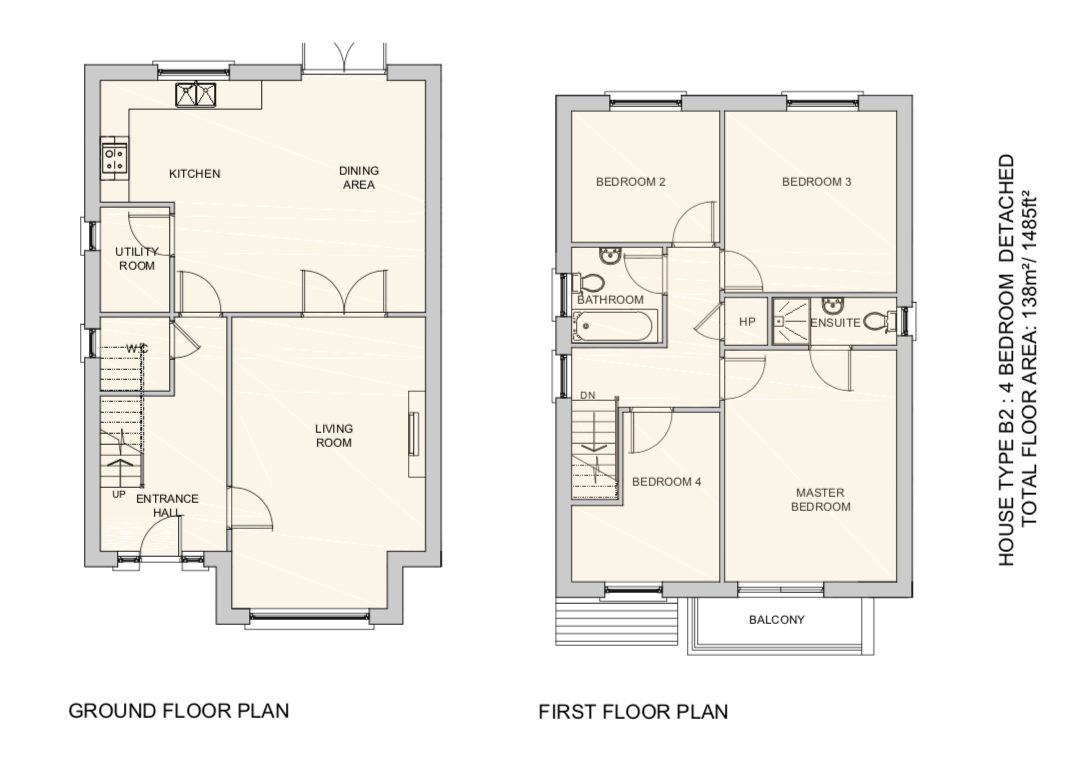 KITCHEN
DINING
AREA
UTILITY
ROOM
W.C
LIVING
ROOM
UP
ENTRANCE
HALL
GROUND FLOOR PLAN
BEDROOM 2
BEDROOM 3
BATHROOM
HP
ENSUITE
DN
BEDROOM 4
MASTER
BEDROOM
BALCONY
FIRST FLOOR PLAN
HOUSE TYPE B2 : 4 BEDROOM DETACHED
TOTAL FLOOR AREA: 138m²/ 1485ft²